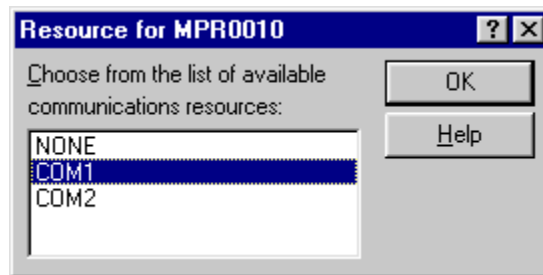 Resource for MPR0010
Choose from the list of available
communications resources:
NONE
COM1
COM2
OK
Help